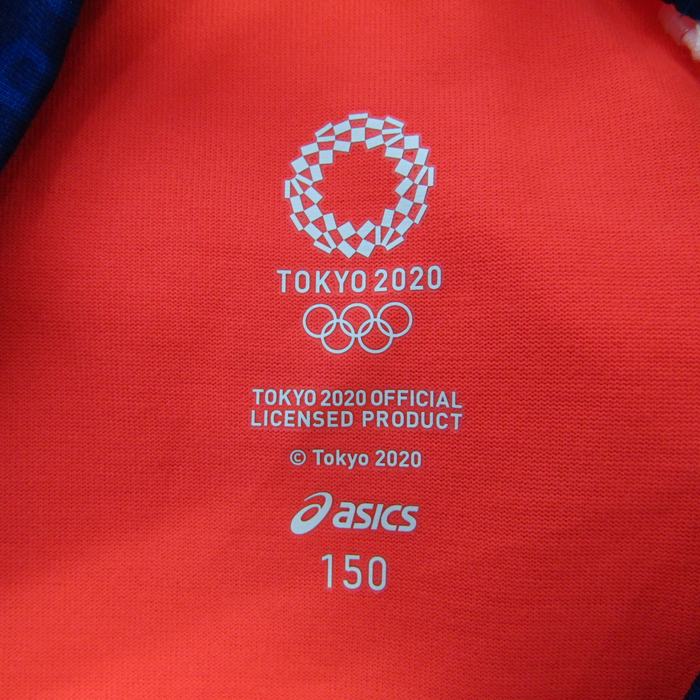 TOKYO 2020
TOKYO 2020 OFFICIAL
LICENSED PRODUCT
© Tokyo 2020
asics
150